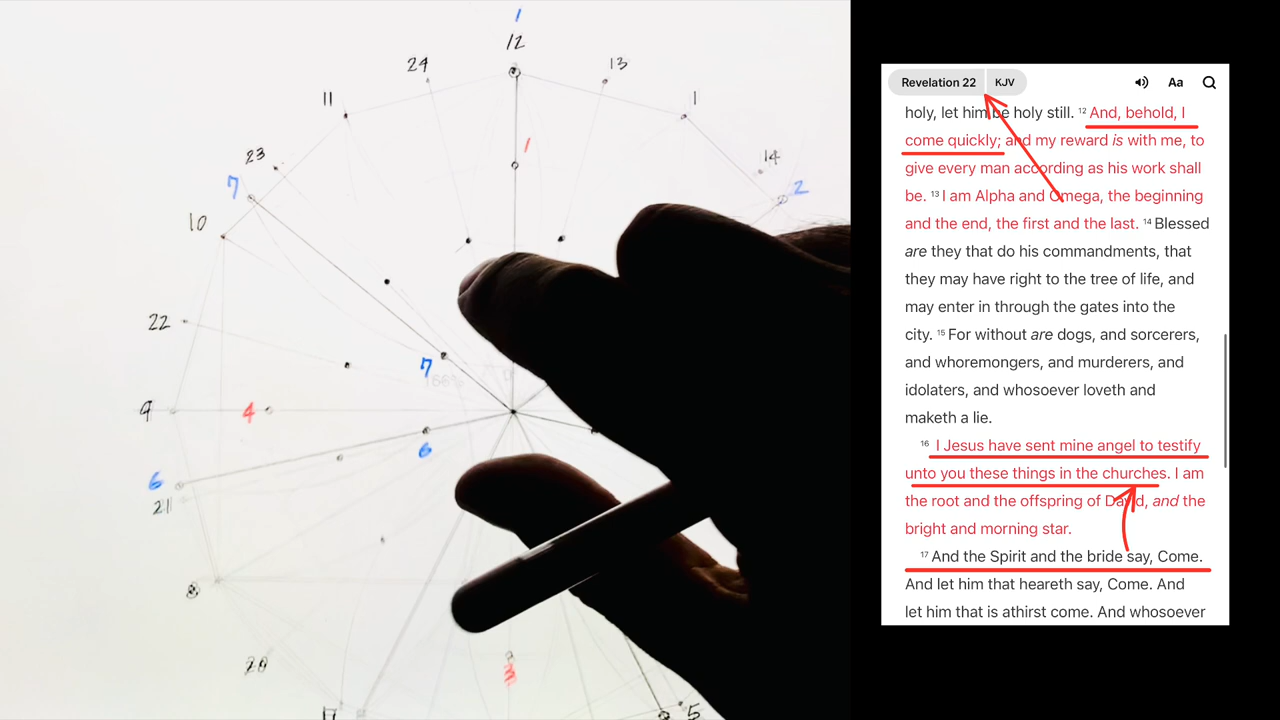 1
12
24
13
11
1
1
23
14
7
2
10
22
7
9
4
6
6
21
8
20
3
5
Revelation 22 KJV
Aa
holy, let him be holy still. 12 And, behold, I
come quickly; and my reward is with me, to
give every man according as his work shall
be. 13 I am Alpha and Omega, the beginning
and the end, the first and the last. 14 Blessed
are they that do his commandments, that
they may have right to the tree of life, and
may enter in through the gates into the
city. 15 For without are dogs, and sorcerers,
and whoremongers, and murderers, and
idolaters, and whosoever loveth and
maketh a lie.
16 I Jesus have sent mine angel to testify
unto you these things in the churches. I am
the root and the offspring of David, and the
bright and morning star.
17 And the Spirit and the bride say, Come.
And let him that heareth say, Come. And
let him that is athirst come. And whosoever